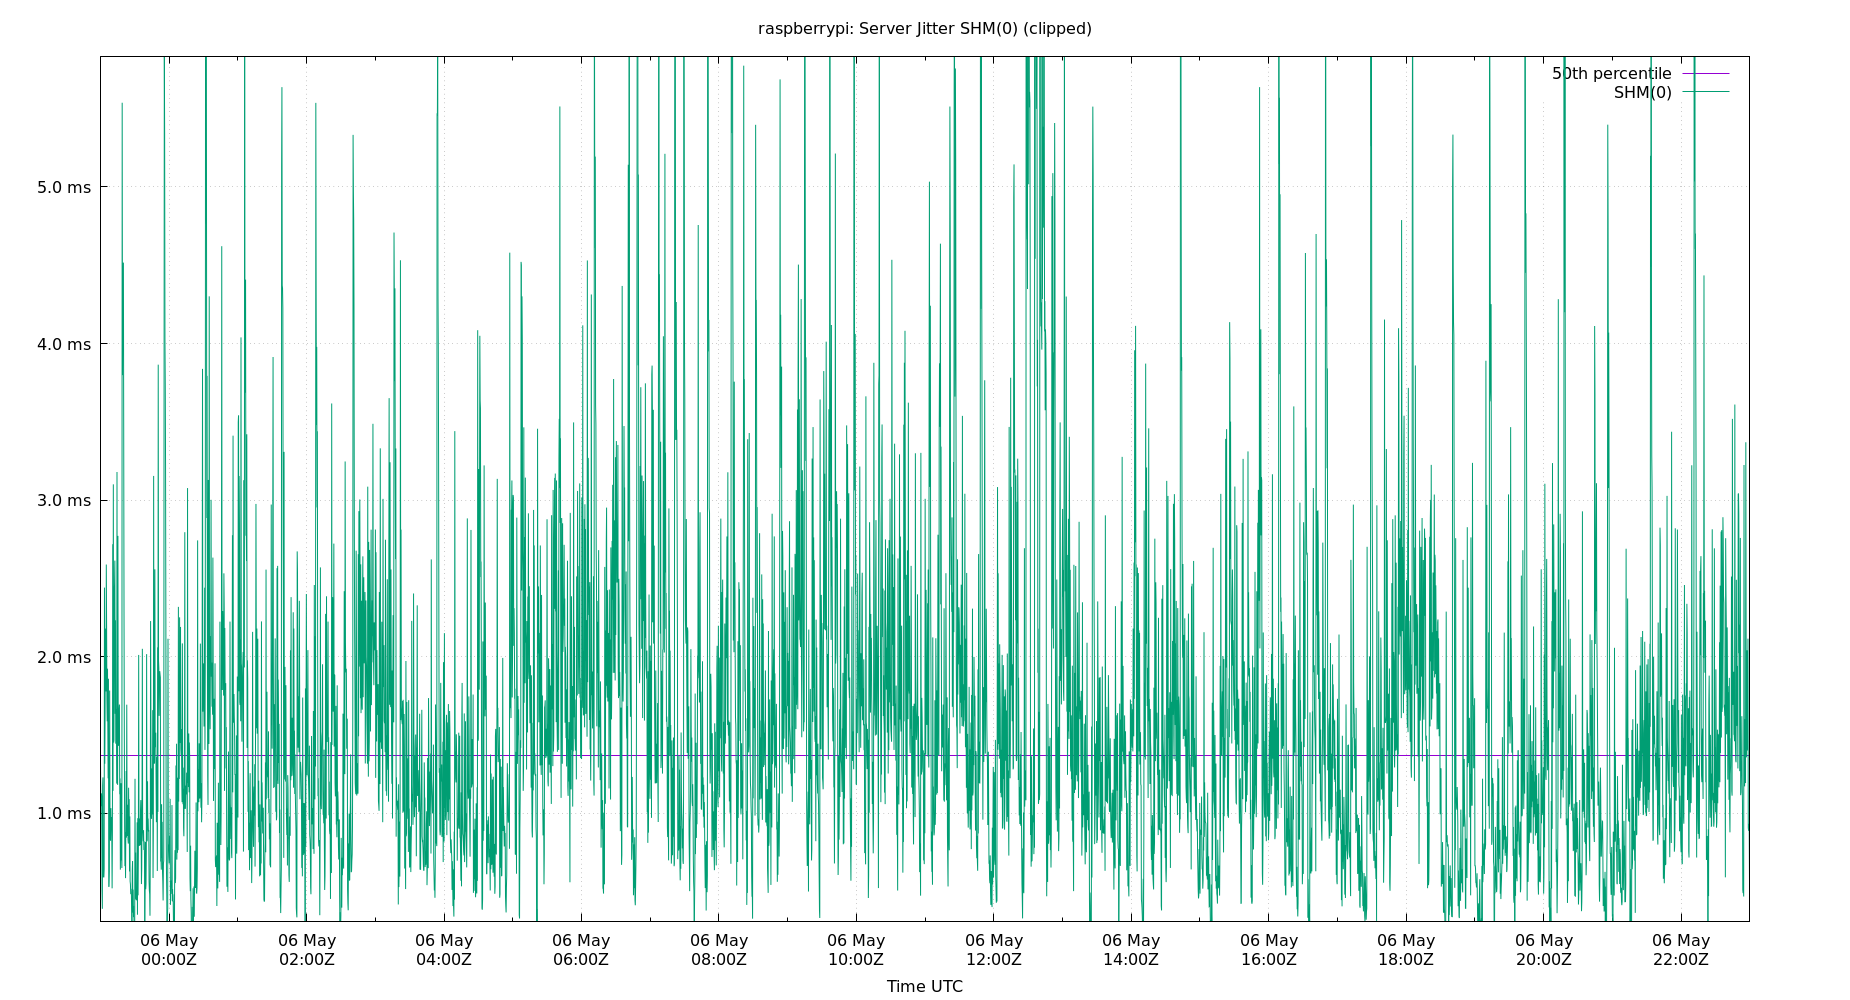 raspberrypi: Server Jitter SHM(0) (clipped)
50th percentile
SHM(0)
5.0 ms
4.0 ms
3.0 ms
2.0 ms
1.0 ms
06 May 06 May 06 May 06 May 06 May 06 May 06 May 06 May 06 May 06 May 06 May 06 May
00:00Z 02:00Z 04:00Z 06:00Z 08:00Z 10:00Z 12:00Z 14:00Z 16:00Z 18:00Z 20:00Z 22:00Z
Time UTC